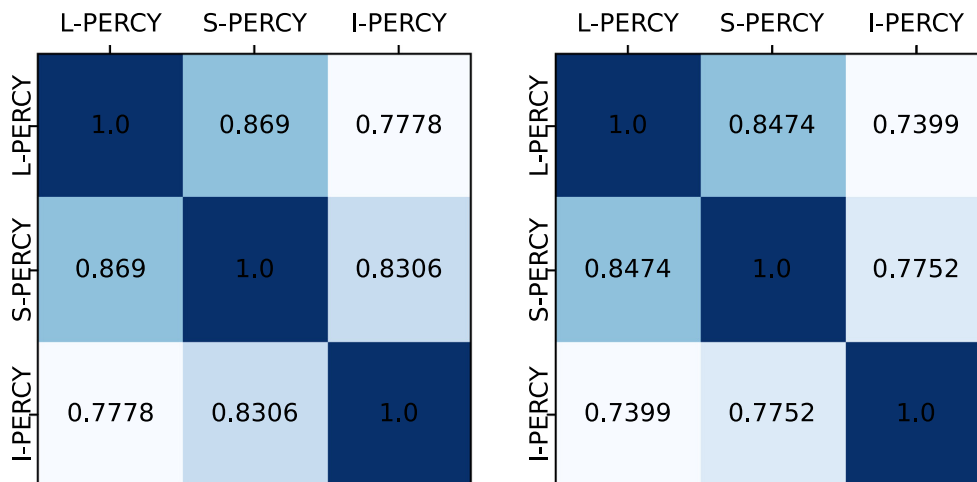 L-PERCY S-PERCY I-PERCY
L-PERCY 1.0 0.869 0.7778
S-PERCY 0.869 1.0 0.8306
I-PERCY 0.7778 0.8306 1.0
L-PERCY S-PERCY I-PERCY
L-PERCY 1.0 0.8474 0.7399
S-PERCY 0.8474 1.0 0.7752
I-PERCY 0.7399 0.7752 1.0